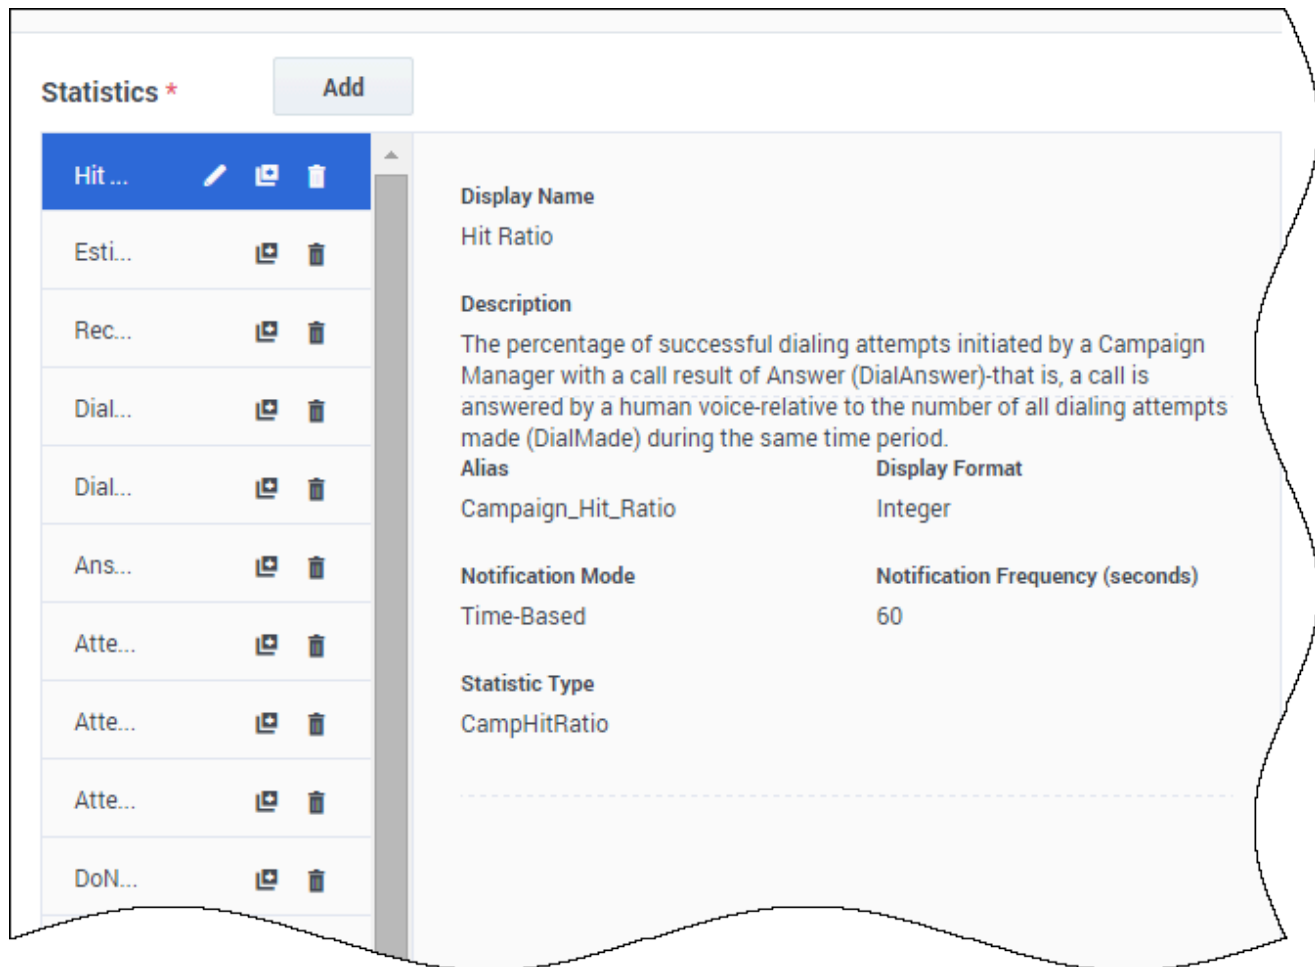 Statistics *
Add
Hit ...
Esti...
Rec...
Dial...
Dial...
Ans...
Atte...
Atte...
Atte...
DoN...
Display Name
Hit Ratio
Description
The percentage of successful dialing attempts initiated by a Campaign
Manager with a call result of Answer (DialAnswer)-that is, a call is
answered by a human voice-relative to the number of all dialing attempts
made (DialMade) during the same time period.
Alias
Campaign_Hit_Ratio
Display Format
Integer
Notification Mode
Time-Based
Notification Frequency (seconds)
60
Statistic Type
CampHitRatio